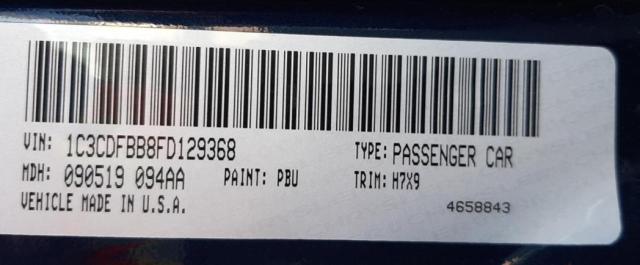 VIN: 1C3CDFBB8FD129368 TYPE: PASSENGER CAR
MDH: 090519 094AA PAINT: PBU TRIM: H7X9
VEHICLE MADE IN U.S.A. 4658843